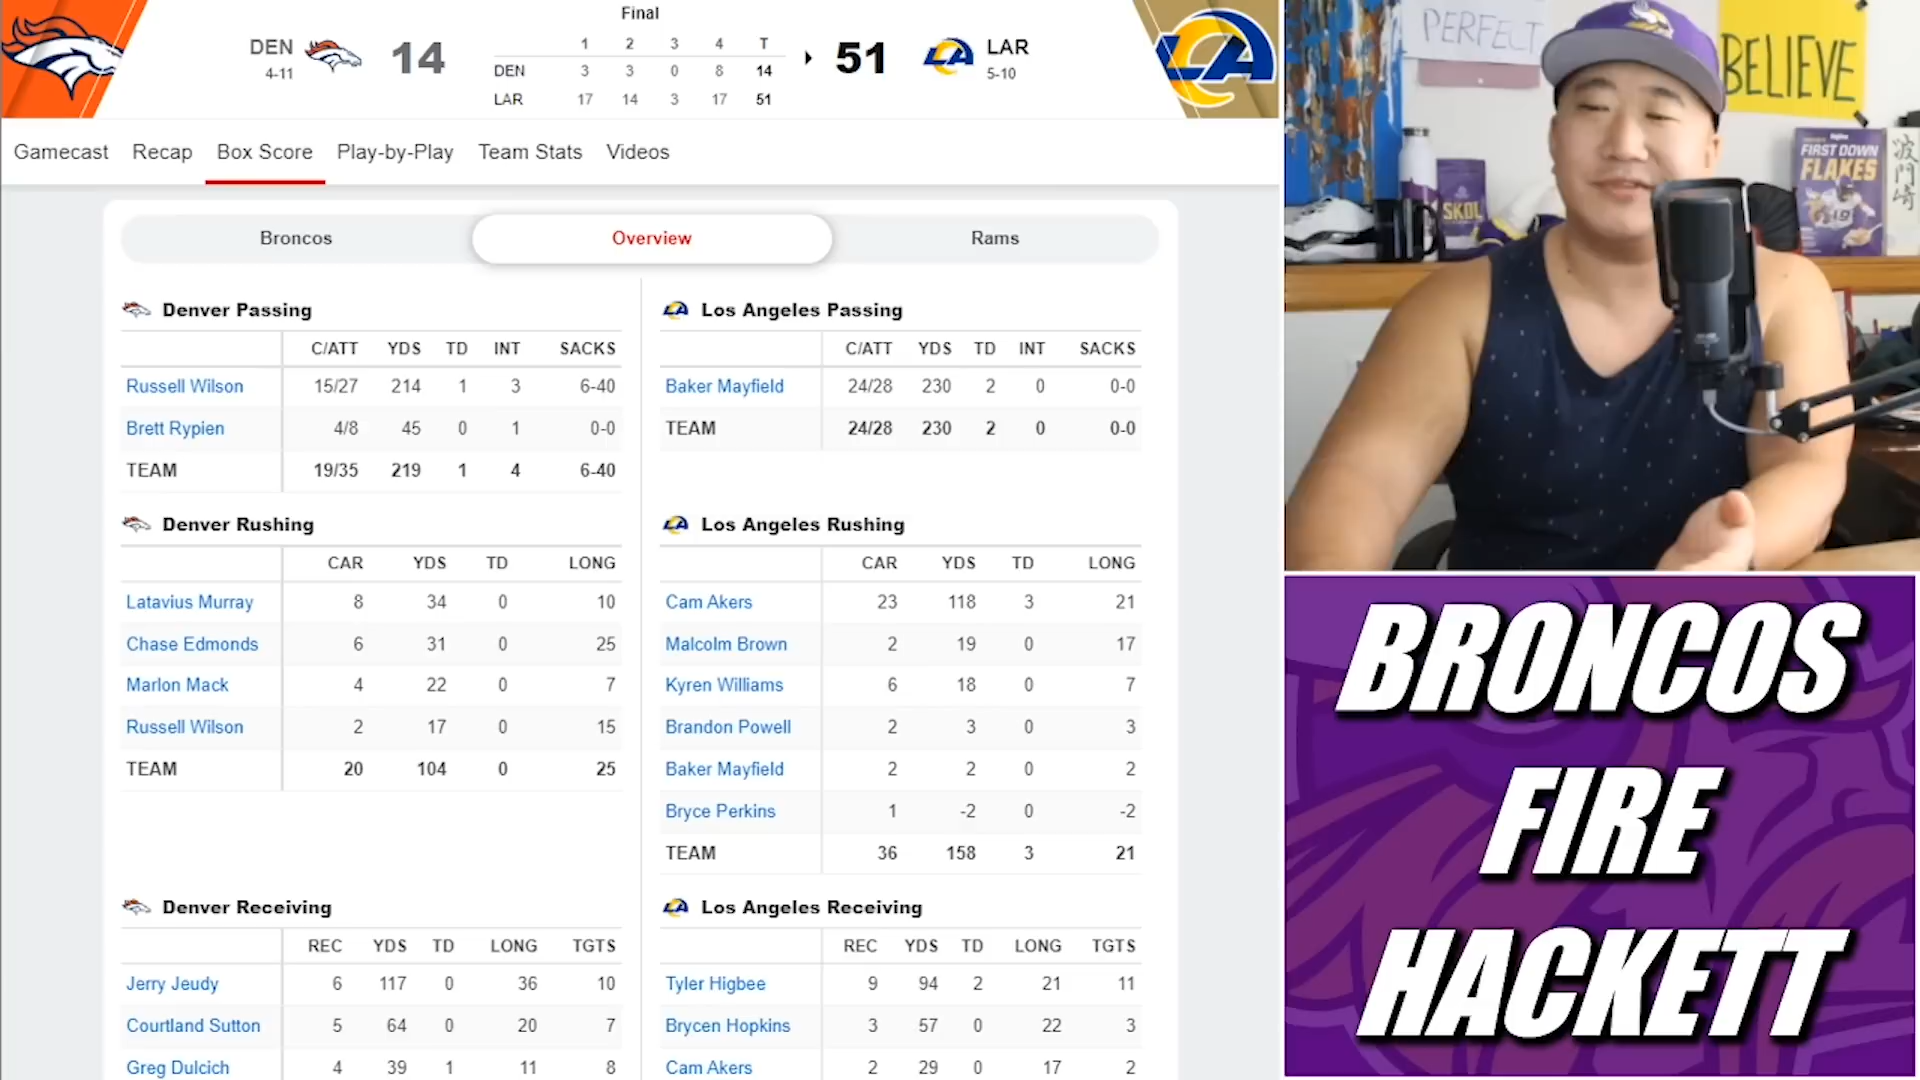 Final
DEN 14 1 2 3 4 T 51 LAR
4-11 DEN 3 3 0 8 14 5-10
LAR 17 14 3 17 51
Gamecast Recap Box Score Play-by-Play Team Stats Videos
Broncos Overview Rams
Denver Passing
C/ATT YDS TD INT SACKS
Russell Wilson 15/27 214 1 3 6-40
Brett Rypien 4/8 45 0 1 0-0
TEAM 19/35 219 1 4 6-40
Los Angeles Passing
C/ATT YDS TD INT SACKS
Baker Mayfield 24/28 230 2 0 0-0
TEAM 24/28 230 2 0 0-0
Denver Rushing
CAR YDS TD LONG
Latavius Murray 8 34 0 10
Chase Edmonds 6 31 0 25
Marlon Mack 4 22 0 7
Russell Wilson 2 17 0 15
TEAM 20 104 0 25
Los Angeles Rushing
CAR YDS TD LONG
Cam Akers 23 118 3 21
Malcolm Brown 2 19 0 17
Kyren Williams 6 18 0 7
Brandon Powell 2 3 0 3
Baker Mayfield 2 2 0 2
Bryce Perkins 1 -2 0 -2
TEAM 36 158 3 21
Denver Receiving
REC YDS TD LONG TGTS
Jerry Jeudy 6 117 0 36 10
Courtland Sutton 5 64 0 20 7
Greg Dulcich 4 39 1 11 8
Los Angeles Receiving
REC YDS TD LONG TGTS
Tyler Higbee 9 94 2 21 11
Brycen Hopkins 3 57 0 22 3
Cam Akers 2 29 0 17 2
PERFECT
BELIEVE
SKOL
FIRST DOWN
FLAKES
19
波
門
崎
BRONCOS
FIRE
HACKETT